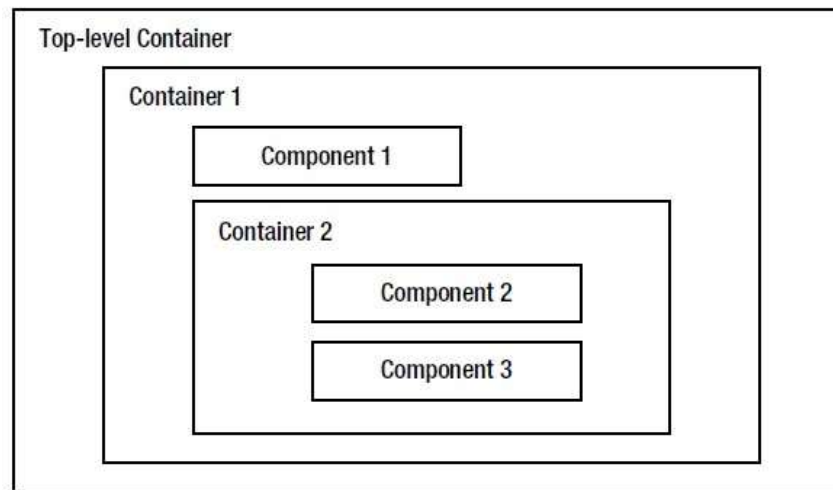 Top-level Container
Container 1
Component 1
Container 2
Component 2
Component 3